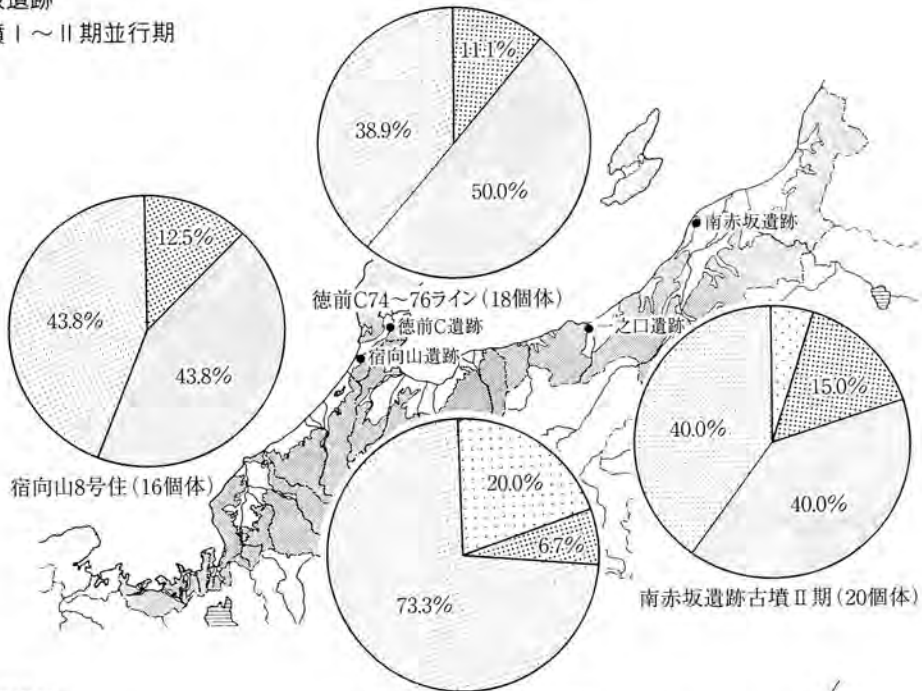 遺跡
Ⅰ～Ⅱ期並行期
11.1%
38.9%
50.0%
12.5%
43.8%
43.8%
南赤坂遺跡
徳前C74～76ライン(18個体)
徳前C遺跡
一之口遺跡
宿向山遺跡
宿向山8号住(16個体)
15.0%
40.0%
40.0%
20.0%
6.7%
73.3%
南赤坂遺跡古墳Ⅱ期(20個体)